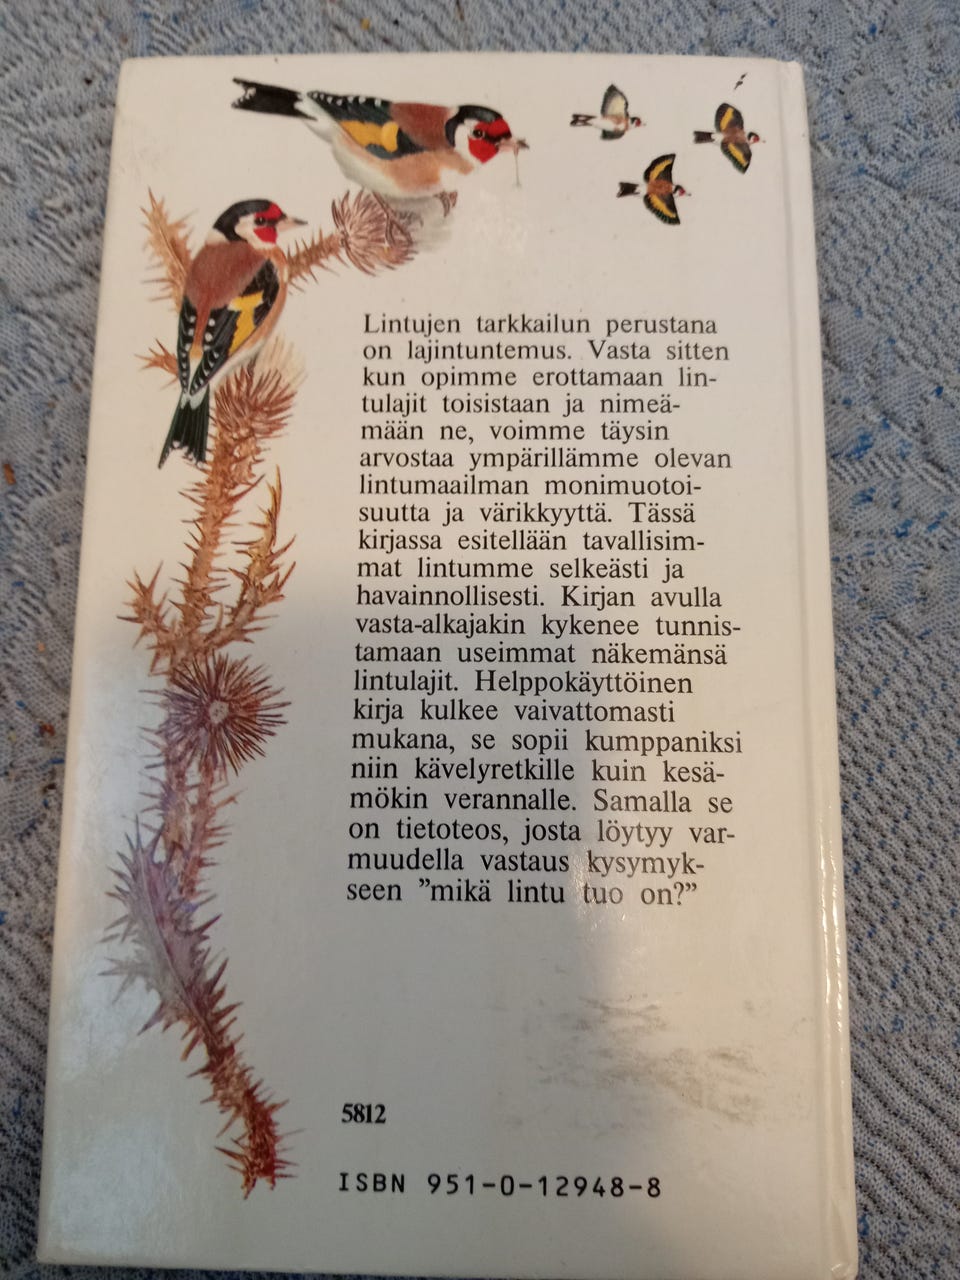 Lintujen tarkkailun perustana
on lajintuntemus. Vasta sitten
kun opimme erottamaan lin-
tulajit toisistaan ja nimeä-
mään ne, voimme täysin
arvostaa ympärillämme olevan
lintumaailman monimuotoi-
suutta ja värikkyyttä. Tässä
kirjassa esitellään tavallisim-
mat lintumme selkeästi ja
havainnollisesti. Kirjan avulla
vasta-alkajakin kykenee tunnis-
tamaan useimmat näkemänsä
lintulajit. Helppokäyttöinen
kirja kulkee vaivattomasti
mukana, se sopii kumppaniksi
niin kävelyretkille kuin kesä-
mökin verannalle. Samalla se
on tietoteos, josta löytyy var-
muudella vastaus kysymyk-
seen ”mikä lintu tuo on?”
5812
ISBN 951-0-12948-8